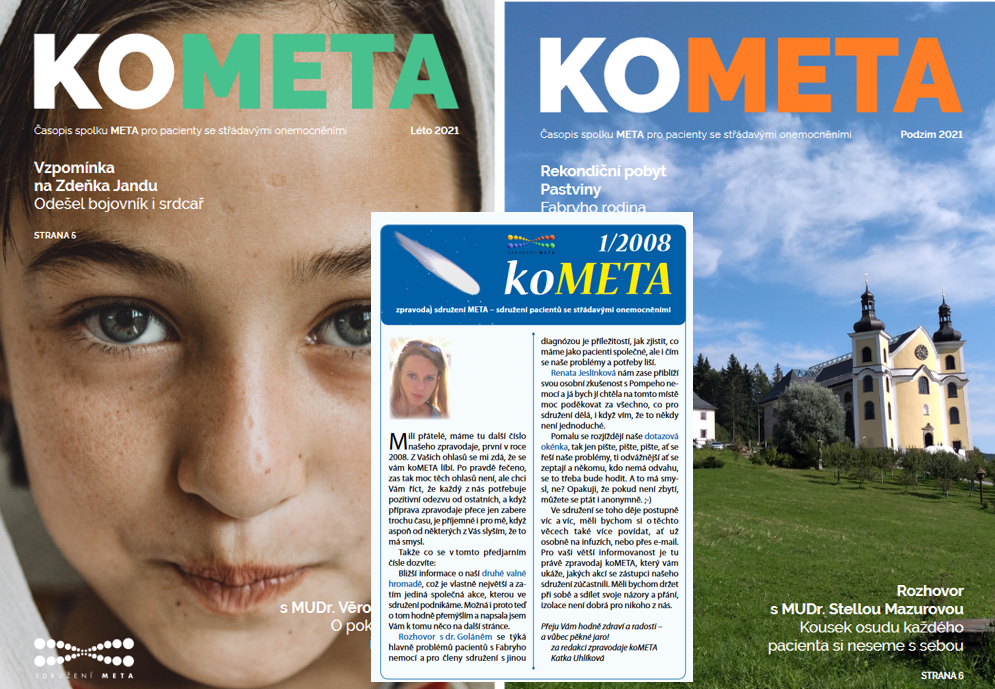 KOMETA
Časopis spolku META pro pacienty se střádavými onemocněními
Léto 2021
Vzpomínka
na Zdeňka Jandu
Odešel bojovník i srdcař
STRANA 5
s MUDr. Věro
O pok
SDRUŽENÍ META
KOMETA
Časopis spolku META pro pacienty se střádavými onemocněními
Podzim 2021
Rekondiční pobyt
Pastviny
Fabryho rodina
Rozhovor
s MUDr. Stellou Mazurovou
Kousek osudu každého
pacienta si neseme s sebou
STRANA 6
SDRUŽENÍ META
1/2008
koMETA
zpravodaj sdružení META – sdružení pacientů se střádavými onemocněními
Milí přátelé, máme tu další číslo
našeho zpravodaje, první v roce
2008. Z Vašich ohlasů se mi zdá, že se
vám koMETA líbí. Po pravdě řečeno,
zas tak moc těch ohlasů není, ale chci
Vám říct, že každý z nás potřebuje
pozitivní odezvu od ostatních, a když
příprava zpravodaje přece jen zabere
trochu času, je příjemné i pro mě, když
aspoň od některých z Vás slyším, že to
má smysl.
Takže co se v tomto předjarním
čísle dozvíte:
Bližší informace o naší druhé valné
hromadě, což je vlastně největší a za-
tím jediná společná akce, kterou ve
sdružení podnikáme. Možná i proto teď
o tom hodně přemýšlím a napsala jsem
Vám k tomu něco na další stránce.
Rozhovor s dr. Goláněm se týká
hlavně problémů pacientů s Fabryho
nemocí a pro členy sdružení s jinou
diagnózou je příležitostí, jak zjistit, co
máme jako pacienti společné, ale i čím
se naše problémy a potřeby liší.
Renata Jeslínková nám zase přiblíží
svou osobní zkušenost s Pompeho ne-
mocí a já bych jí chtěla na tomto místě
moc poděkovat za všechno, co pro
sdružení dělá, i když vím, že to někdy
není jednoduché.
Pomalu se rozjíždějí naše dotazová
okénka, tak jen pište, pište, pište, ať se
řeší naše problémy, ti odvážnější ať se
zeptají a někomu, kdo nemá odvahu,
se to třeba bude hodit. A to má smy-
sl, ne? Opakuji, že pokud není zbytí,
můžete se ptát i anonymně. ;-)
Ve sdružení se toho děje postupně
víc a víc, měli bychom si o těchto
věcech také více povídat, ať už
osobně na infuzích, nebo přes e-mail.
Pro vaši větší informovanost je tu
právě zpravodaj koMETA, který vám
ukáže, jakých akcí se zástupci našeho
sdružení zúčastnili. Měli bychom držet
při sobě a sdílet svoje názory a přání,
izolace není dobrá pro nikoho z nás.
Přeju Vám hodně zdraví a radosti –
a vůbec pěkné jaro!
za redakci zpravodaje koMETA
Katka Uhlíková